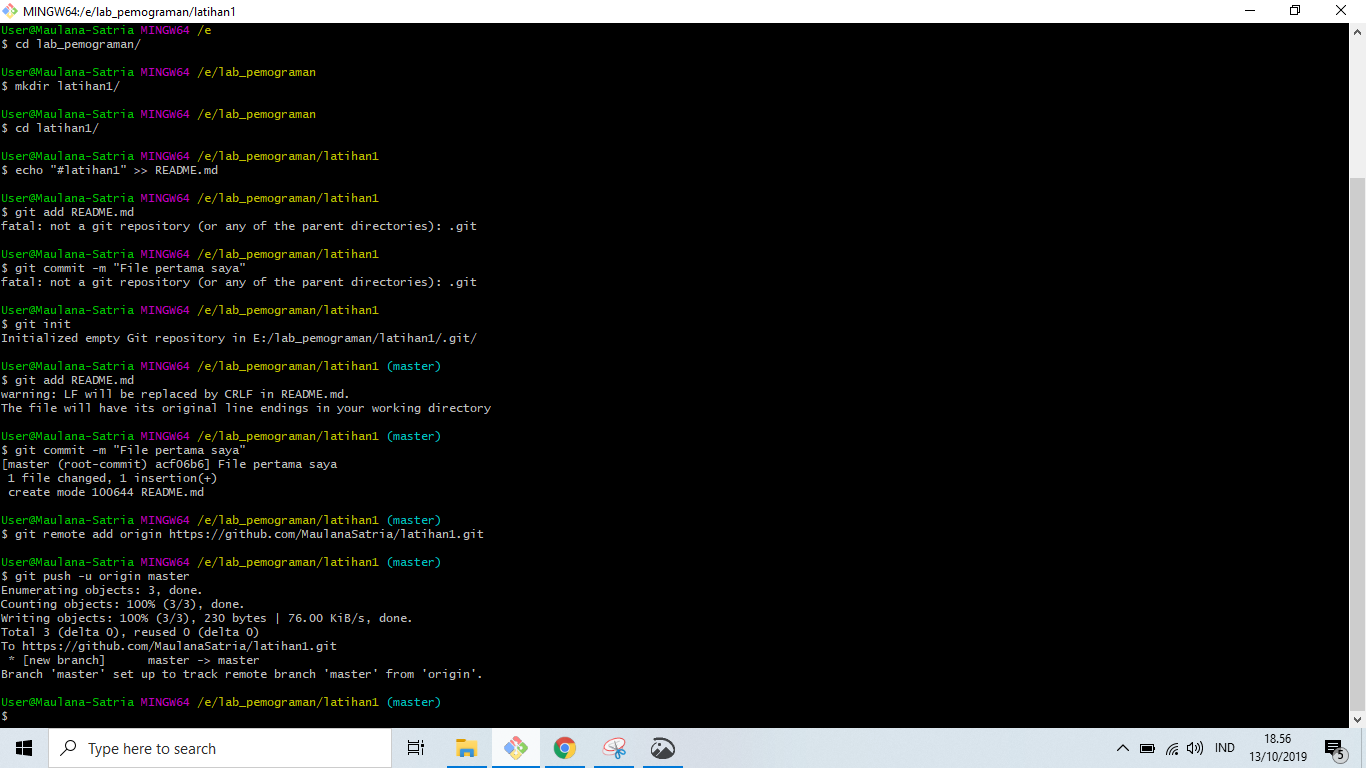 MINGW64:/e/lab_pemograman/latihan1
User@Maulana-Satria MINGW64 /e
$ cd lab_pemograman/
User@Maulana-Satria MINGW64 /e/lab_pemograman
$ mkdir latihan1/
User@Maulana-Satria MINGW64 /e/lab_pemograman
$ cd latihan1/
User@Maulana-Satria MINGW64 /e/lab_pemograman/latihan1
$ echo "#latihan1" >> README.md
User@Maulana-Satria MINGW64 /e/lab_pemograman/latihan1
$ git add README.md
fatal: not a git repository (or any of the parent directories): .git
User@Maulana-Satria MINGW64 /e/lab_pemograman/latihan1
$ git commit -m "File pertama saya"
fatal: not a git repository (or any of the parent directories): .git
User@Maulana-Satria MINGW64 /e/lab_pemograman/latihan1
$ git init
Initialized empty Git repository in E:/lab_pemograman/latihan1/.git/
User@Maulana-Satria MINGW64 /e/lab_pemograman/latihan1 (master)
$ git add README.md
warning: LF will be replaced by CRLF in README.md.
The file will have its original line endings in your working directory
User@Maulana-Satria MINGW64 /e/lab_pemograman/latihan1 (master)
$ git commit -m "File pertama saya"
[master (root-commit) acf06b6] File pertama saya
 1 file changed, 1 insertion(+)
 create mode 100644 README.md
User@Maulana-Satria MINGW64 /e/lab_pemograman/latihan1 (master)
$ git remote add origin https://github.com/MaulanaSatria/latihan1.git
User@Maulana-Satria MINGW64 /e/lab_pemograman/latihan1 (master)
$ git push -u origin master
Enumerating objects: 3, done.
Counting objects: 100% (3/3), done.
Writing objects: 100% (3/3), 230 bytes | 76.00 KiB/s, done.
Total 3 (delta 0), reused 0 (delta 0)
To https://github.com/MaulanaSatria/latihan1.git
 * [new branch]      master -> master
Branch 'master' set up to track remote branch 'master' from 'origin'.
User@Maulana-Satria MINGW64 /e/lab_pemograman/latihan1 (master)
$
Type here to search
IND
18.56
13/10/2019
5